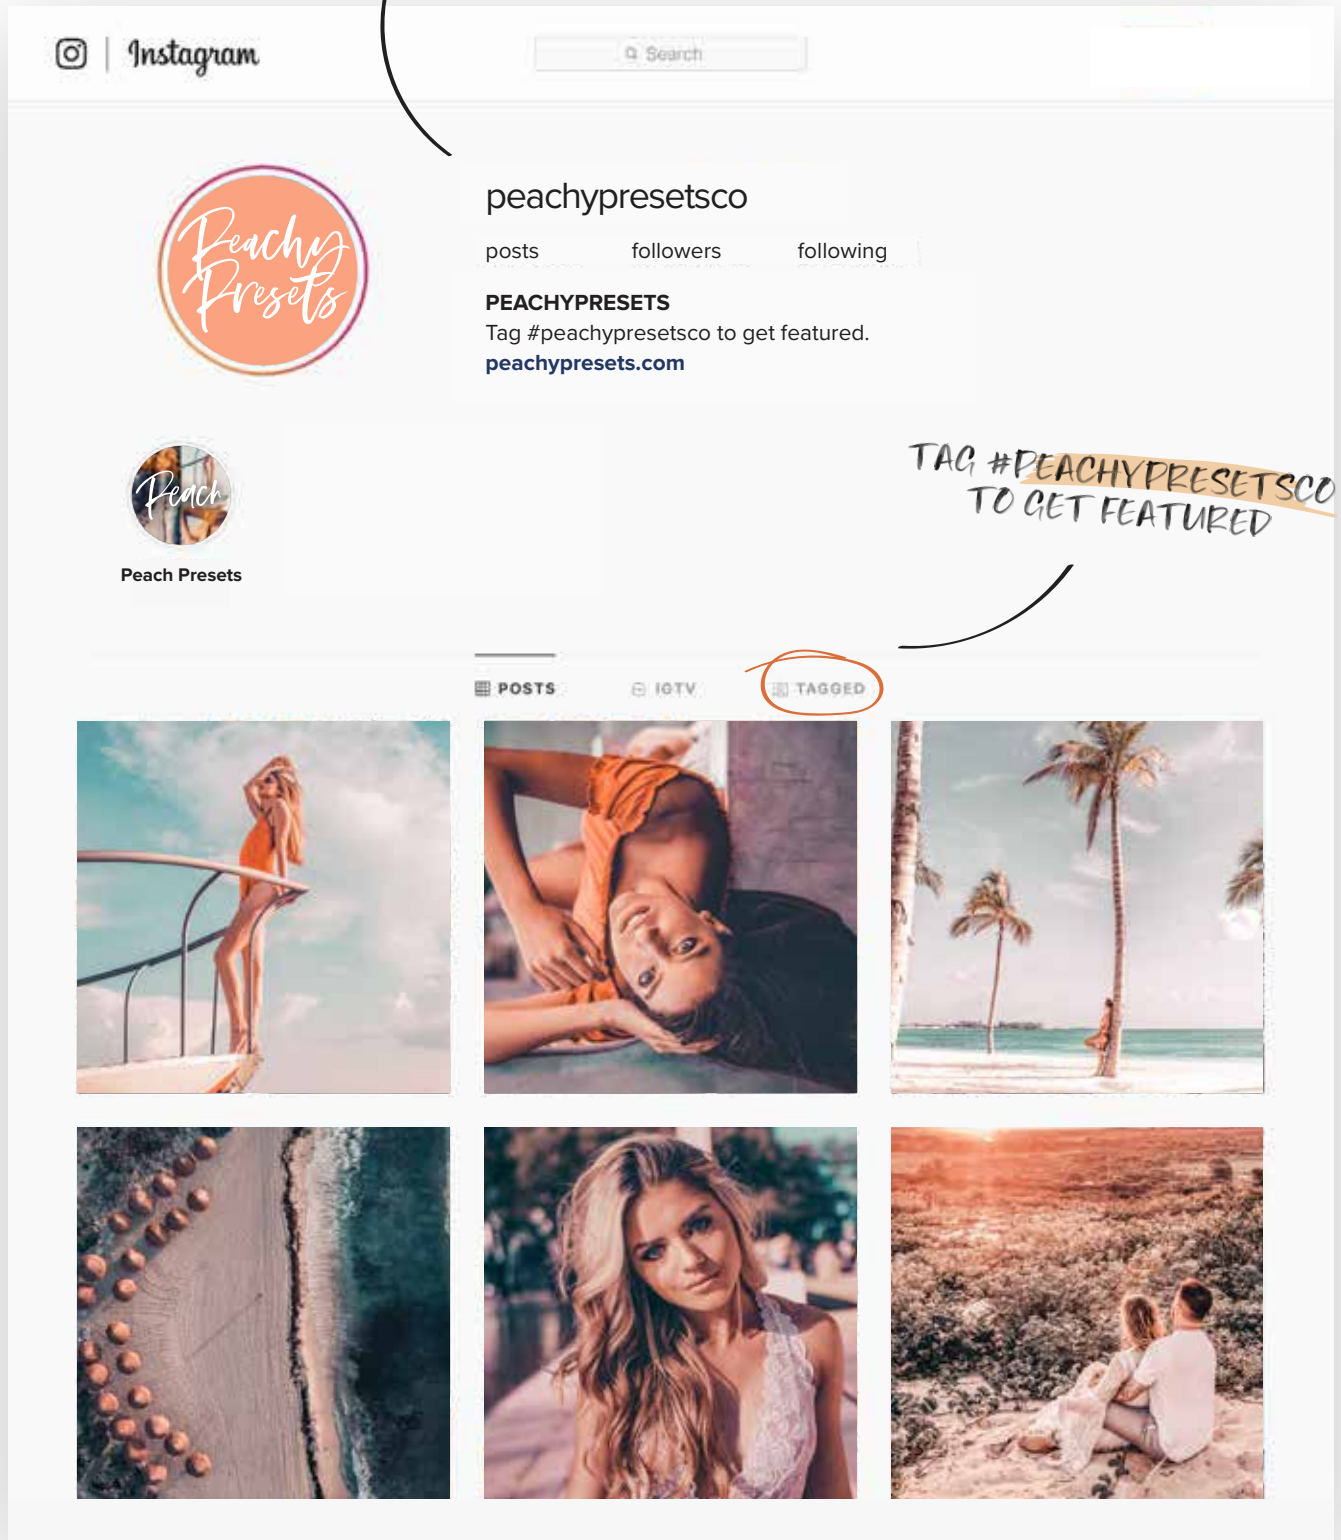 Instagram
Search
Peachy
Presets
peachypresetsco
posts followers following
PEACHYPRESETS
Tag #peachypresetsco to get featured.
peachypresets.com
Peach
Peach Presets
TAG #PEACHYPRESETSCO
TO GET FEATURED
POSTS IGTV TAGGED